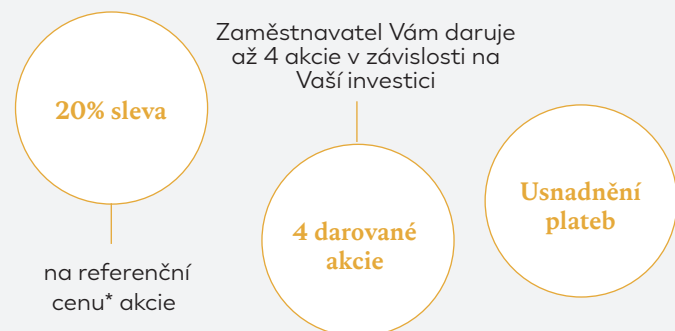 20% sleva
na referenční
cenu* akcie
Zaměstnavatel Vám daruje
až 4 akcie v závislosti na
Vaší investici
4 darované
akcie
Usnadnění
plateb